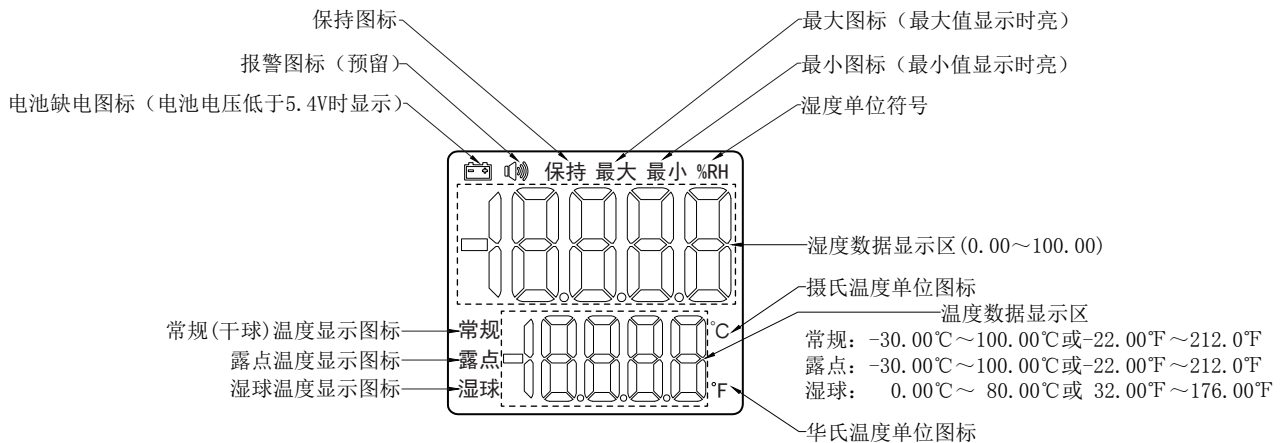 保持图标
最大图标（最大值显示时亮）
报警图标（预留）
最小图标（最小值显示时亮）
电池缺电图标（电池电压低于5.4V时显示）
湿度单位符号
保持 最大 最小 %RH
-18.8.8.8
湿度数据显示区(0.00～100.00)
摄氏温度单位图标
温度数据显示区
常规(干球)温度显示图标
常规
℃
常规：-30.00℃～100.00℃或-22.00℉～212.0℉
露点温度显示图标
露点
-18.8.8.8
露点：-30.00℃～100.00℃或-22.00℉～212.0℉
湿球温度显示图标
湿球
℉
湿球： 0.00℃～ 80.00℃或 32.00℉～176.00℉
华氏温度单位图标